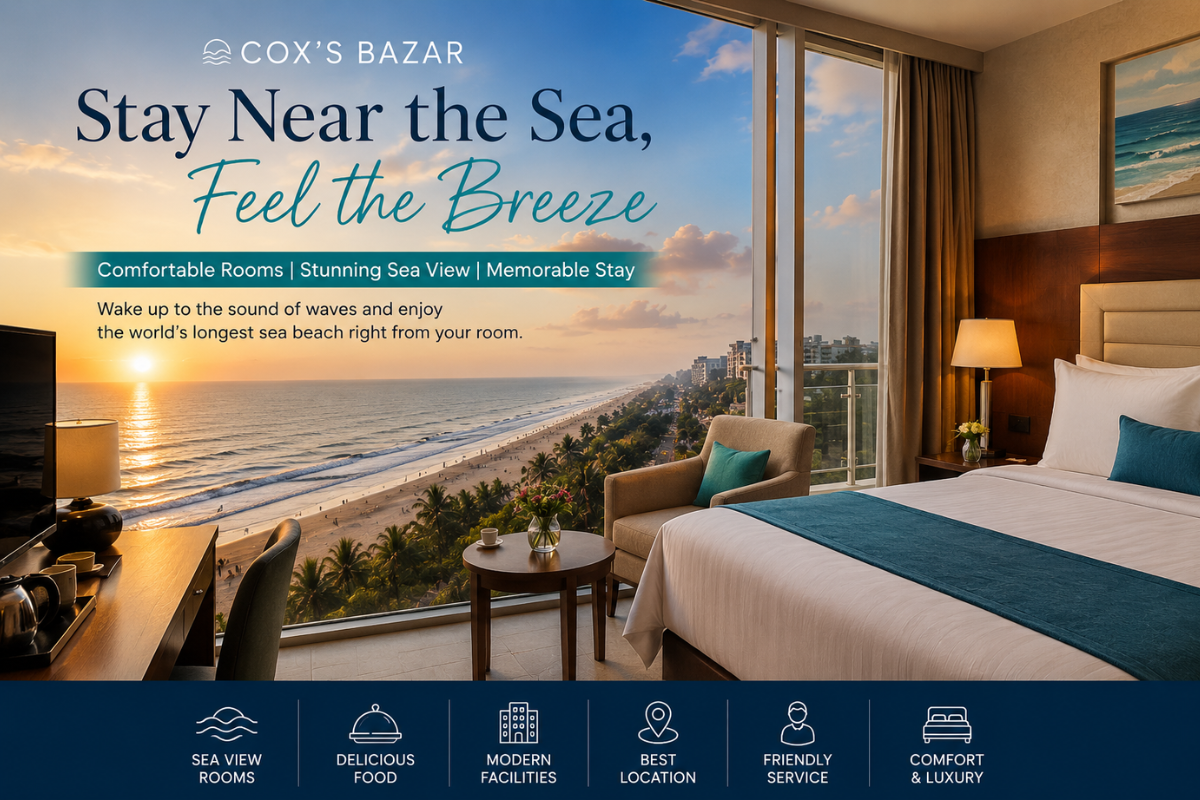 COX'S BAZAR
Stay Near the Sea,
Feel the Breeze
Comfortable Rooms | Stunning Sea View | Memorable Stay
Wake up to the sound of waves and enjoy
the world's longest sea beach right from your room.
SEA VIEW
ROOMS
DELICIOUS
FOOD
MODERN
FACILITIES
BEST
LOCATION
FRIENDLY
SERVICE
COMFORT
& LUXURY